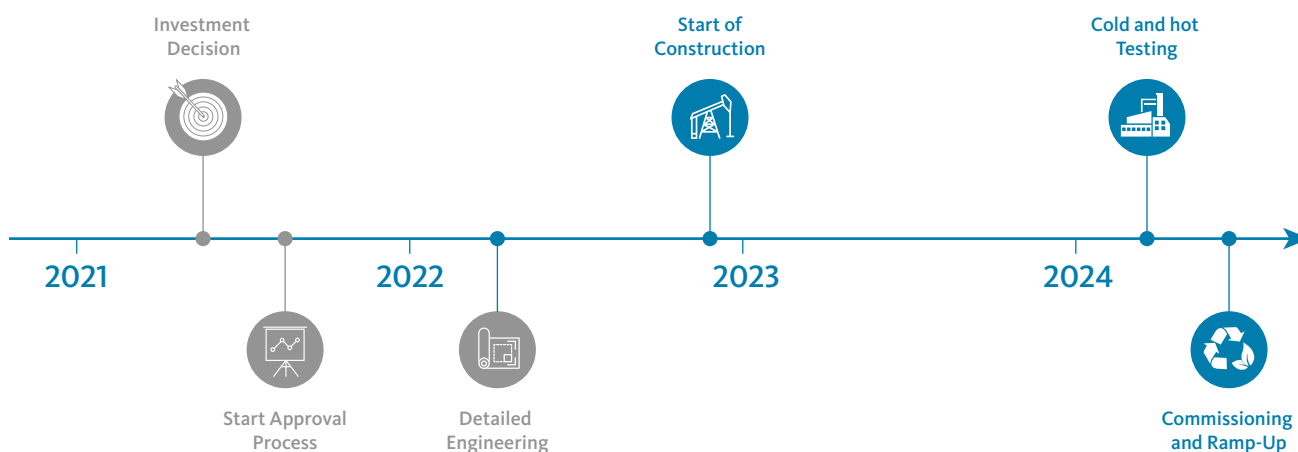 Investment
Decision
Start of
Construction
Cold and hot
Testing
2021
2022
2023
2024
Start Approval
Process
Detailed
Engineering
Commissioning
and Ramp-Up